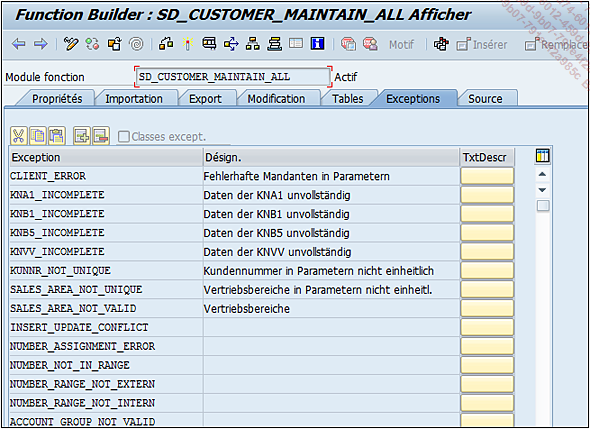 Function Builder : SD_CUSTOMER_MAINTAIN_ALL Afficher
Motif Insérer Remplace
Module fonction SD_CUSTOMER_MAINTAIN_ALL Actif
Propriétés Importation Export Modification Tables Exceptions Source
Classes except.
Exception Désign. TxtDescr
CLIENT_ERROR Fehlerhafte Mandanten in Parametern
KNA1_INCOMPLETE Daten der KNA1 unvollständig
KNB1_INCOMPLETE Daten der KNB1 unvollständig
KNB5_INCOMPLETE Daten der KNB5 unvollständig
KNVV_INCOMPLETE Daten der KNVV unvollständig
KUNNR_NOT_UNIQUE Kundennummer in Parametern nicht einheitlich
SALES_AREA_NOT_UNIQUE Vertriebsbereiche in Parametern nicht einheitl.
SALES_AREA_NOT_VALID Vertriebsbereiche
INSERT_UPDATE_CONFLICT
NUMBER_ASSIGNMENT_ERROR
NUMBER_NOT_IN_RANGE
NUMBER_RANGE_NOT_EXTERN
NUMBER_RANGE_NOT_INTERN
ACCOUNT_GROUP_NOT_VALID